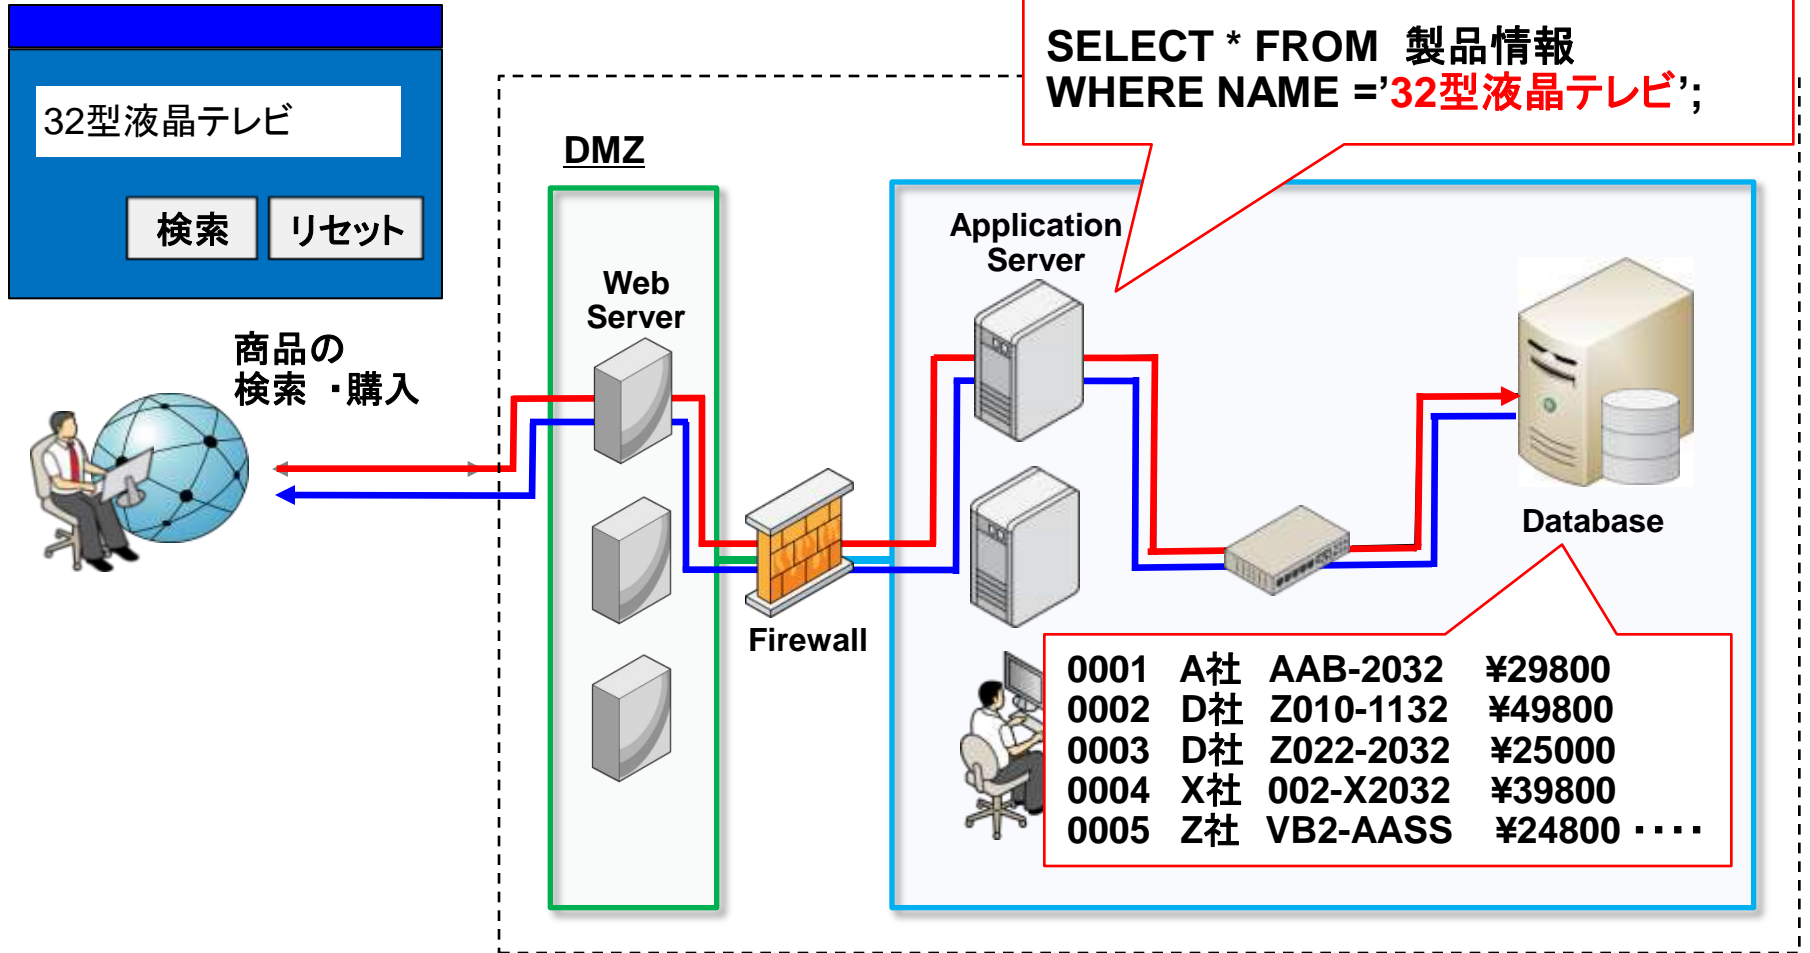 32型液晶テレビ
検索 リセット
SELECT * FROM 製品情報
WHERE NAME =’32型液晶テレビ’;
DMZ
Web
Server
Application
Server
商品の
検索 ・購入
Firewall
Database
0001 A社 AAB-2032 ¥29800
0002 D社 Z010-1132 ¥49800
0003 D社 Z022-2032 ¥25000
0004 X社 002-X2032 ¥39800
0005 Z社 VB2-AASS ¥24800 ････